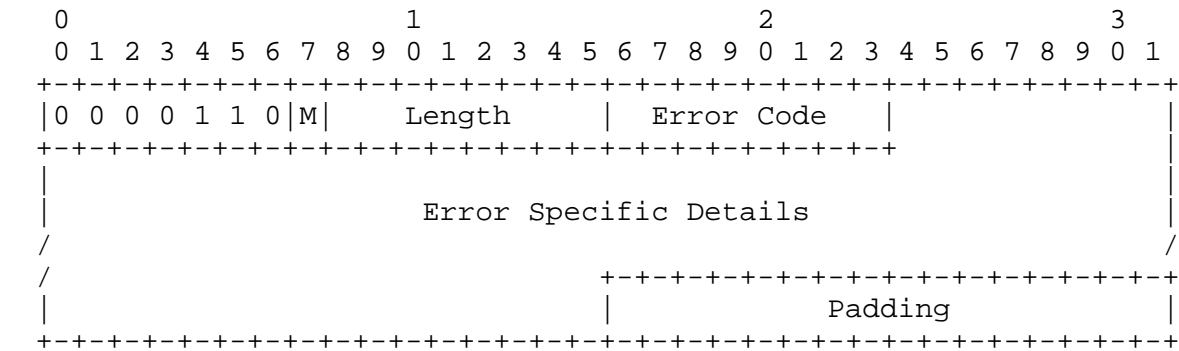 0                   1                   2                   3
 0 1 2 3 4 5 6 7 8 9 0 1 2 3 4 5 6 7 8 9 0 1 2 3 4 5 6 7 8 9 0 1
+-+-+-+-+-+-+-+-+-+-+-+-+-+-+-+-+-+-+-+-+-+-+-+-+-+-+-+-+-+-+-+-+
|0 0 0 0 1 1 0|M|    Length     |  Error Code   |               |
+-+-+-+-+-+-+-+-+-+-+-+-+-+-+-+-+-+-+-+-+-+-+-+-+               |
|                                                               |
|                     Error Specific Details                    |
/                                                               /
/                               +-+-+-+-+-+-+-+-+-+-+-+-+-+-+-+-+
|                               |            Padding            |
+-+-+-+-+-+-+-+-+-+-+-+-+-+-+-+-+-+-+-+-+-+-+-+-+-+-+-+-+-+-+-+-+